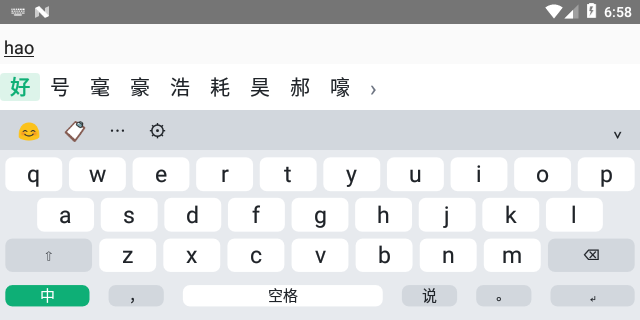 6:58
hao
好 号 毫 豪 浩 耗 昊 郝 嚎 ›
q w e r t y u i o p
a s d f g h j k l
z x c v b n m
中 ， 空格 说 。